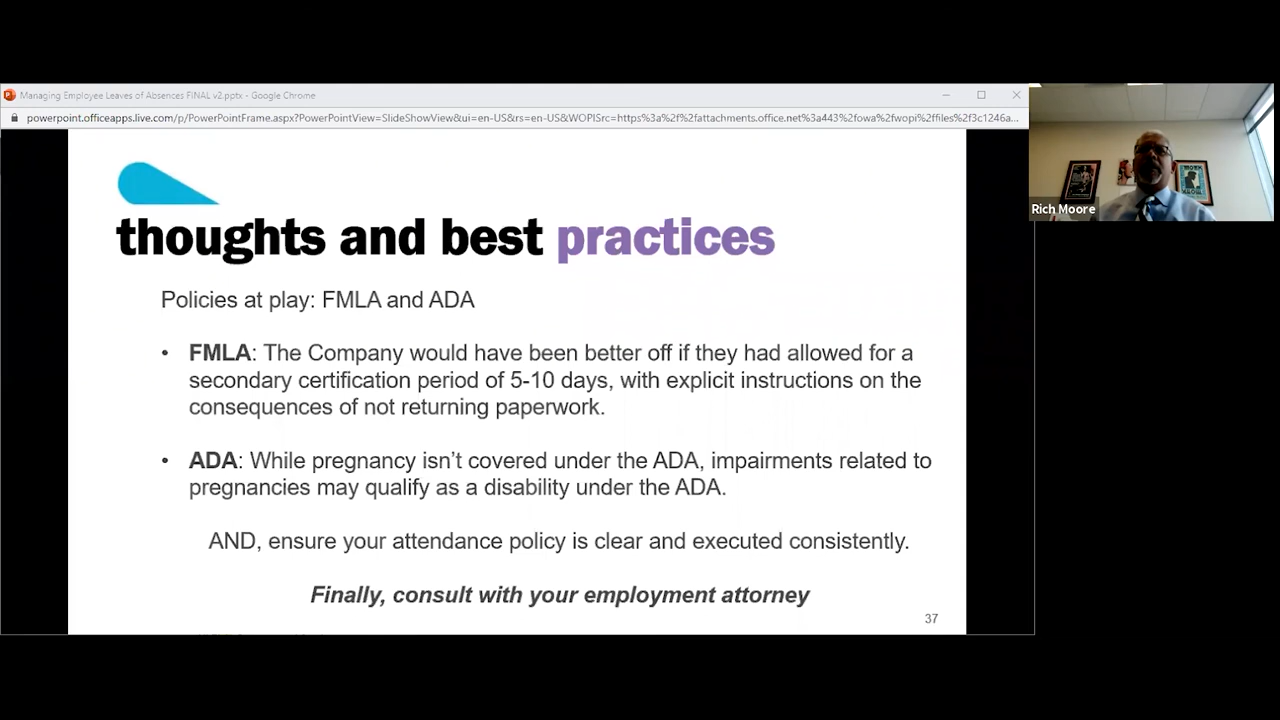 Managing Employee Leaves of Absences FINAL v2.pptx - Google Chrome
powerpoint.officeapps.live.com/p/PowerPointFrame.aspx?PowerPointView=SlideShowView&ui=en-US&rs=en-US&WOPISrc=https%3a%2f%2fattachments.office.net%3a443%2fowa%2fwopi%2ffiles%2f3c1246a...
thoughts and best practices
Policies at play: FMLA and ADA
• FMLA: The Company would have been better off if they had allowed for a
secondary certification period of 5-10 days, with explicit instructions on the
consequences of not returning paperwork.
• ADA: While pregnancy isn’t covered under the ADA, impairments related to
pregnancies may qualify as a disability under the ADA.
AND, ensure your attendance policy is clear and executed consistently.
Finally, consult with your employment attorney
37
Rich Moore